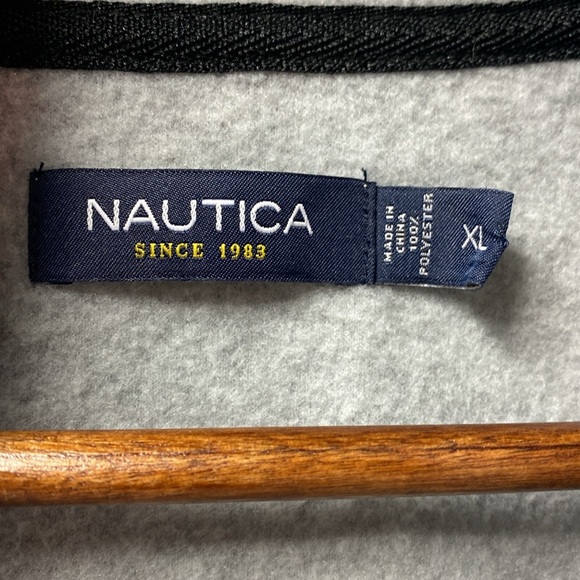 NAUTICA
SINCE 1983
MADE IN
CHINA
100%
POLYESTER
XL